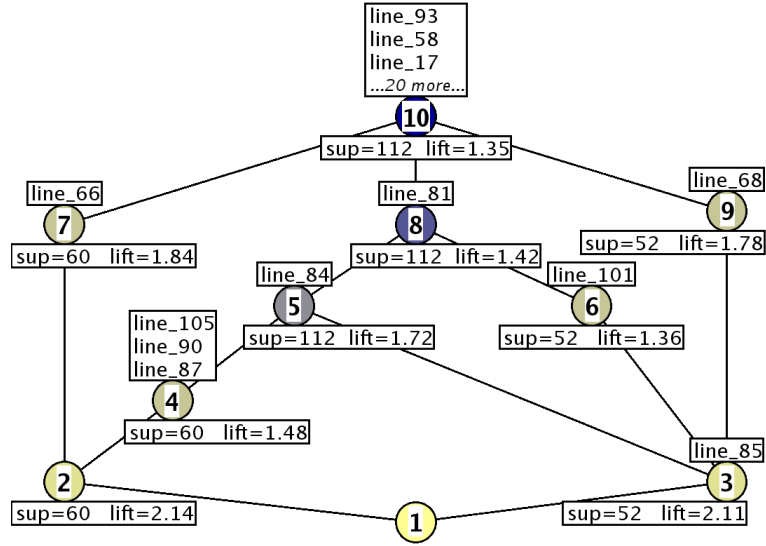 line_93
line_58
line_17
...20 more...
10
sup=112 lift=1.35
line_66
line_81
line_68
7
8
9
sup=60 lift=1.84
sup=112 lift=1.42
sup=52 lift=1.78
line_84
line_101
5
6
line_105
line_90
line_87
sup=112 lift=1.72
sup=52 lift=1.36
4
sup=60 lift=1.48
line_85
2
3
sup=60 lift=2.14
1
sup=52 lift=2.11